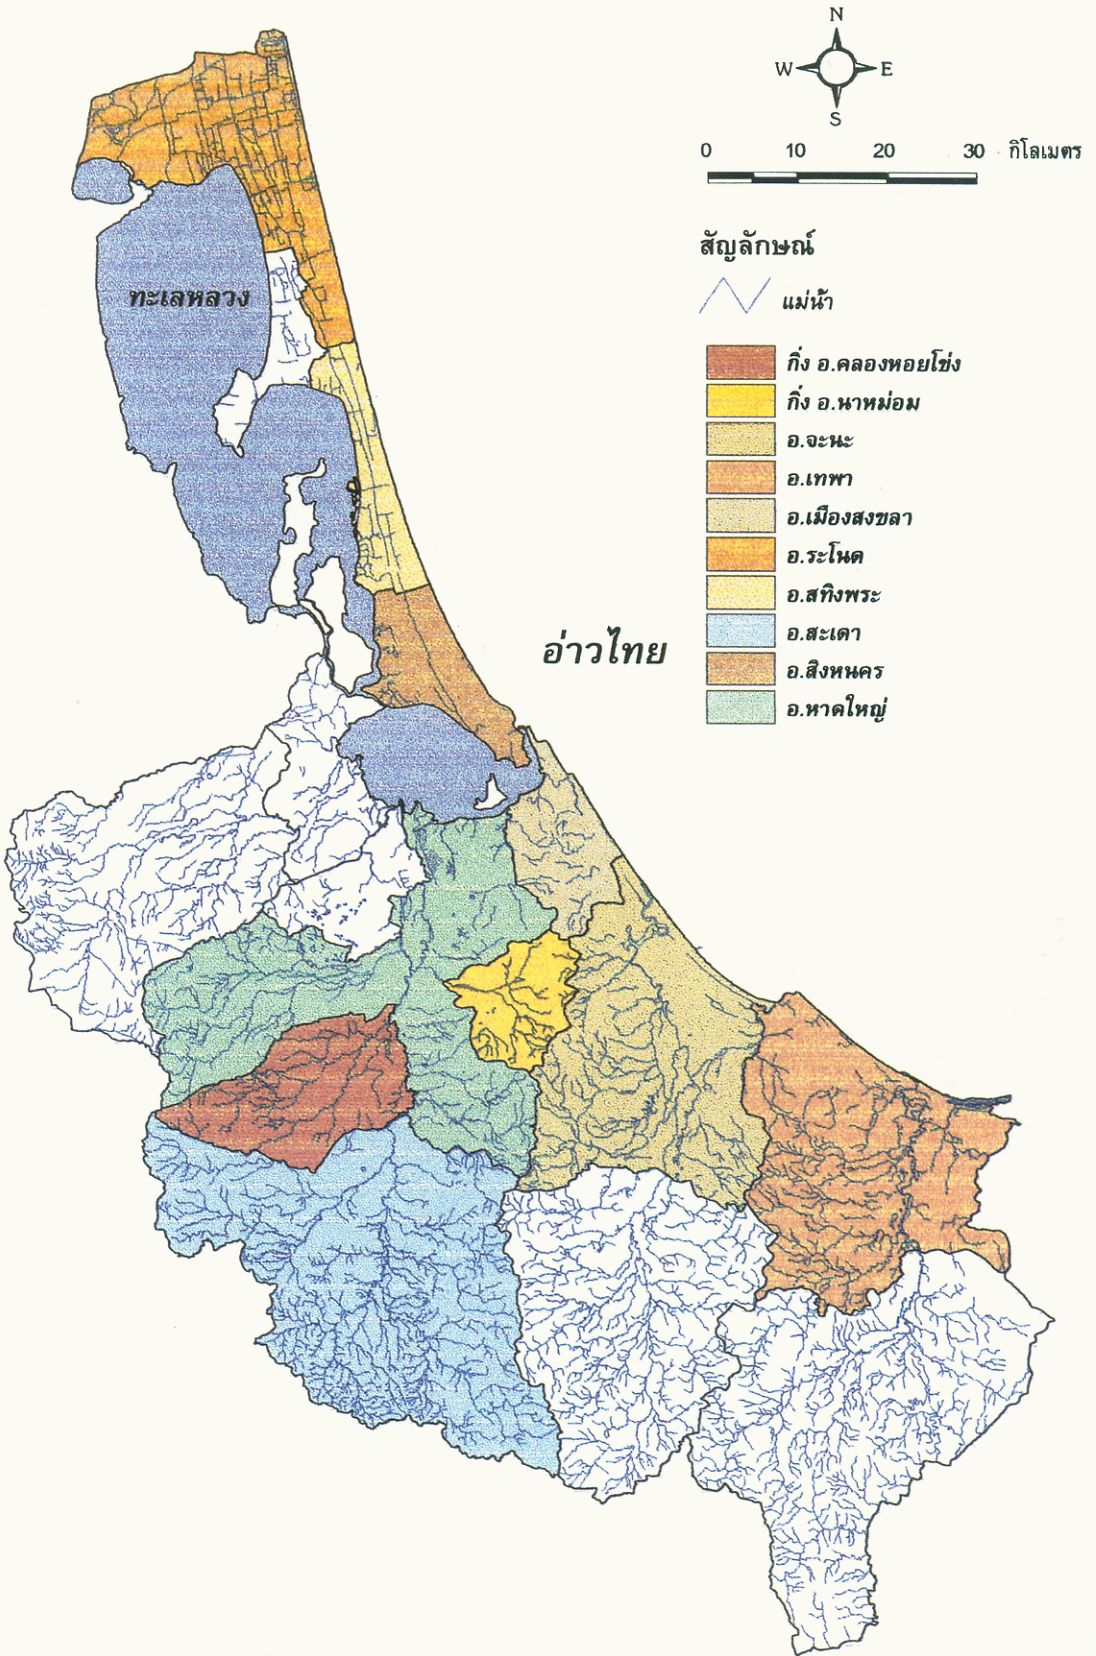 N
W E
S
0 10 20 30 กิโลเมตร
สัญลักษณ์
แม่น้ำ
กิ่ง อ.คลองหอยโข่ง
กิ่ง อ.นาหม่อม
อ.จะนะ
อ.เทพา
อ.เมืองสงขลา
อ.ระโนด
อ.สทิงพระ
อ.สะเดา
อ.สิงหนคร
อ.หาดใหญ่
ทะเลหลวง
อ่าวไทย